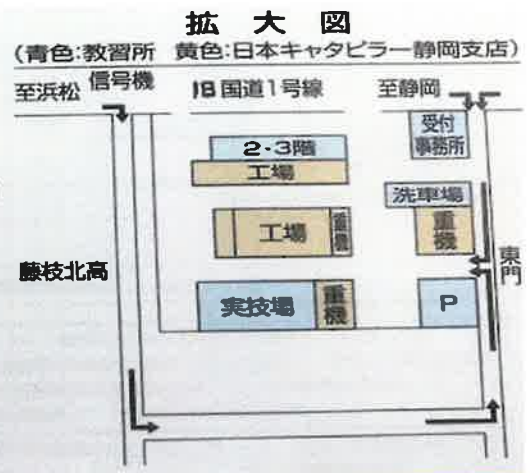 拡大図
(青色:教習所 黄色:日本キャタピラー静岡支店)
至浜松 信号機 旧国道1号線 至静岡
受付
事務所
2・3階
工場
洗車場
工場
重機
重機
藤枝北高
東門
実技場
重機
P